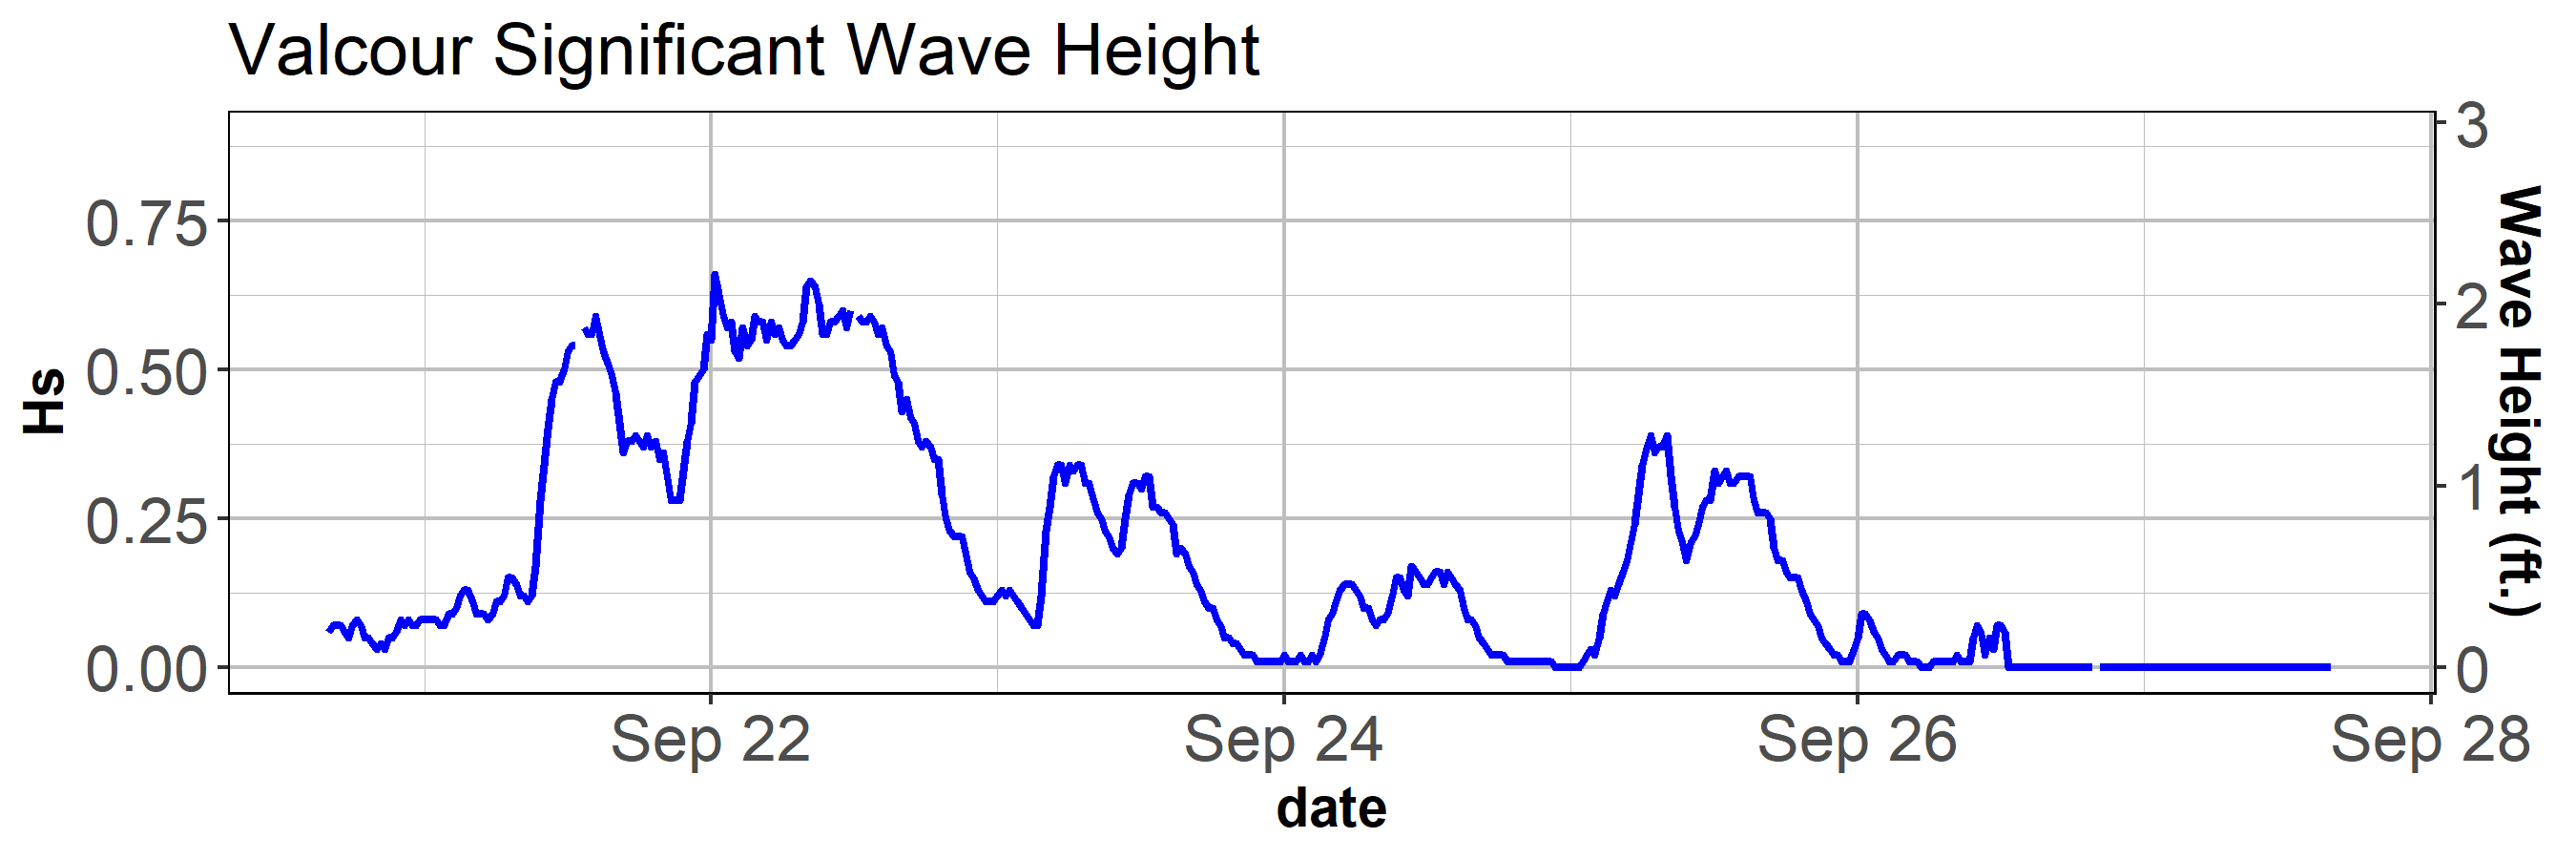 Valcour Significant Wave Height
Hs
0.75
0.50
0.25
0.00
3
2
1
0
Wave Height (ft.)
Sep 22
Sep 24
Sep 26
Sep 28
date